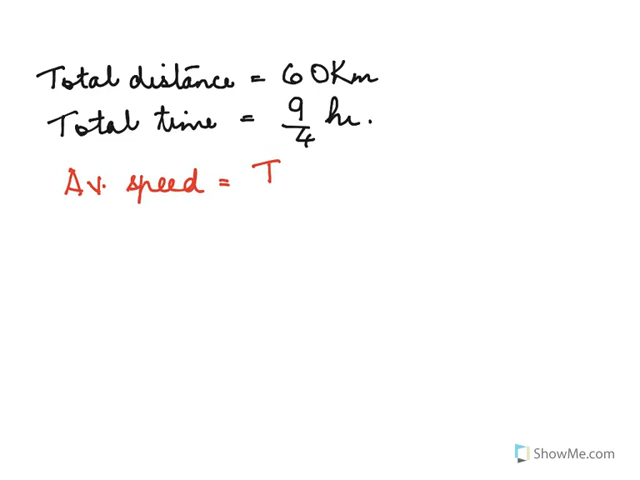 Total distance = 60Km
Total time = 9/4 hr.
Av. speed = T
ShowMe.com